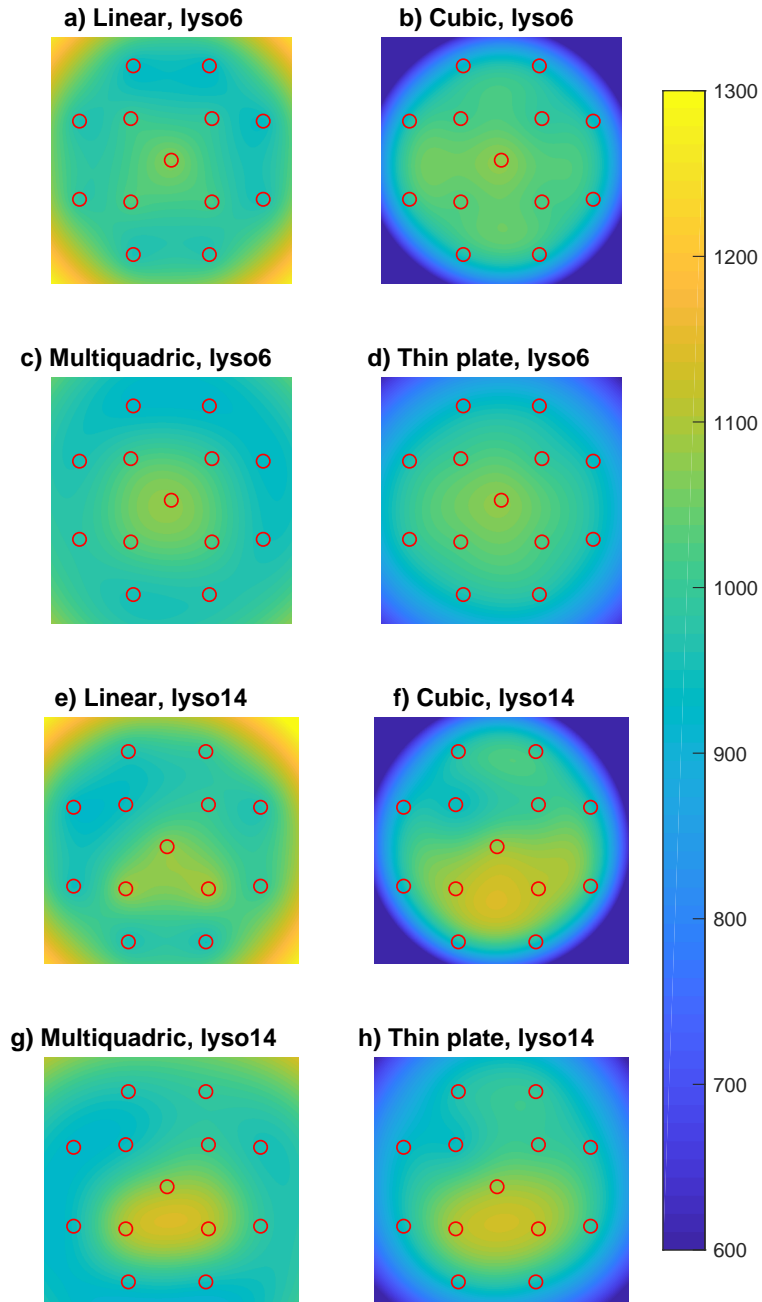 a) Linear, lyso6
b) Cubic, lyso6
c) Multiquadric, lyso6
d) Thin plate, lyso6
e) Linear, lyso14
f) Cubic, lyso14
g) Multiquadric, lyso14
h) Thin plate, lyso14
1300
1200
1100
1000
900
800
700
600